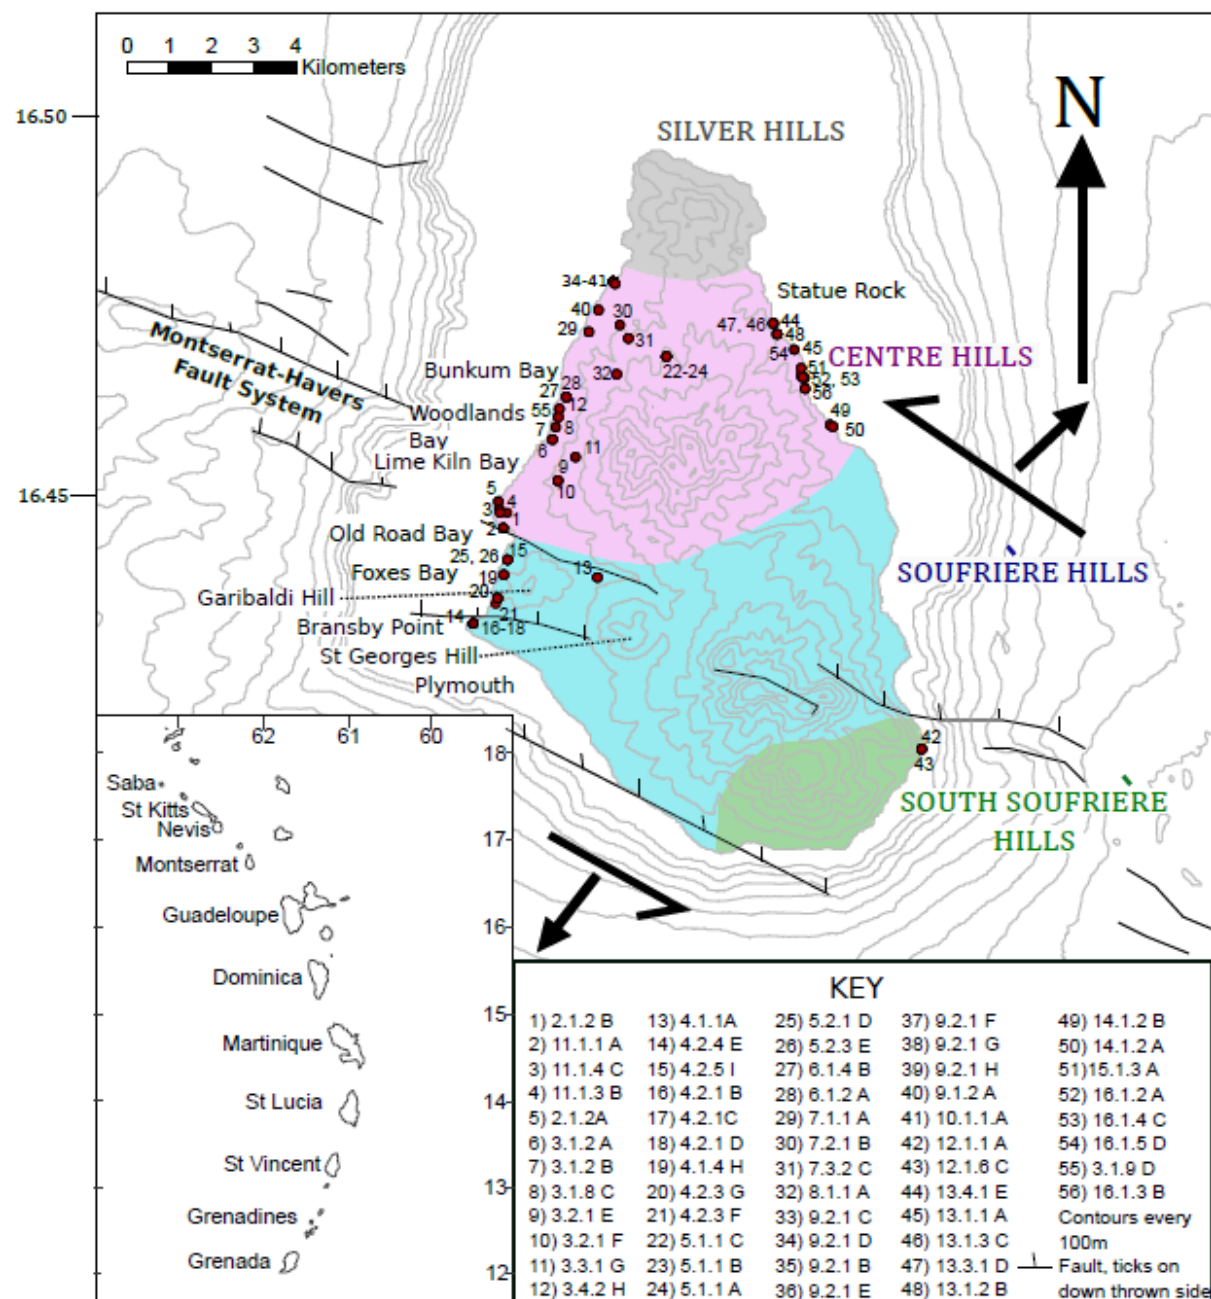 0 1 2 3 4
Kilometers
16.50
N
SILVER HILLS
34-41
Statue Rock
40
30
47, 46
44
29
31
48
54
45
CENTRE HILLS
Montserrat-Havers
Fault System
Bunkum Bay
32
22-24
51
52, 53
28
27
56
Woodlands
Bay
55
12
7
8
49
50
6
11
Lime Kiln Bay
9
16.45
10
5
4
3
1
Old Road Bay
2
15
25, 26
Foxes Bay
19
13
SOUFRIÈRE HILLS
Garibaldi Hill
20
21
Bransby Point
14
16-18
St Georges Hill
Plymouth
42
43
SOUTH SOUFRIÈRE
HILLS
62 61 60
18
Saba
St Kitts
Nevis
17
Montserrat
Guadeloupe
16
Dominica
15
Martinique
St Lucia
14
St Vincent
13
Grenadines
Grenada
12
KEY
1) 2.1.2 B
2) 11.1.1 A
3) 11.1.4 C
4) 11.1.3 B
5) 2.1.2A
6) 3.1.2 A
7) 3.1.2 B
8) 3.1.8 C
9) 3.2.1 E
10) 3.2.1 F
11) 3.3.1 G
12) 3.4.2 H
13) 4.1.1A
14) 4.2.4 E
15) 4.2.5 I
16) 4.2.1 B
17) 4.2.1C
18) 4.2.1 D
19) 4.1.4 H
20) 4.2.3 G
21) 4.2.3 F
22) 5.1.1 C
23) 5.1.1 B
24) 5.1.1 A
25) 5.2.1 D
26) 5.2.3 E
27) 6.1.4 B
28) 6.1.2 A
29) 7.1.1 A
30) 7.2.1 B
31) 7.3.2 C
32) 8.1.1 A
33) 9.2.1 C
34) 9.2.1 D
35) 9.2.1 B
36) 9.2.1 E
37) 9.2.1 F
38) 9.2.1 G
39) 9.2.1 H
40) 9.1.2 A
41) 10.1.1.A
42) 12.1.1 A
43) 12.1.6 C
44) 13.4.1 E
45) 13.1.1 A
46) 13.1.3 C
47) 13.3.1 D
48) 13.1.2 B
49) 14.1.2 B
50) 14.1.2 A
51)15.1.3 A
52) 16.1.2 A
53) 16.1.4 C
54) 16.1.5 D
55) 3.1.9 D
56) 16.1.3 B
Contours every
100m
Fault, ticks on
down thrown side